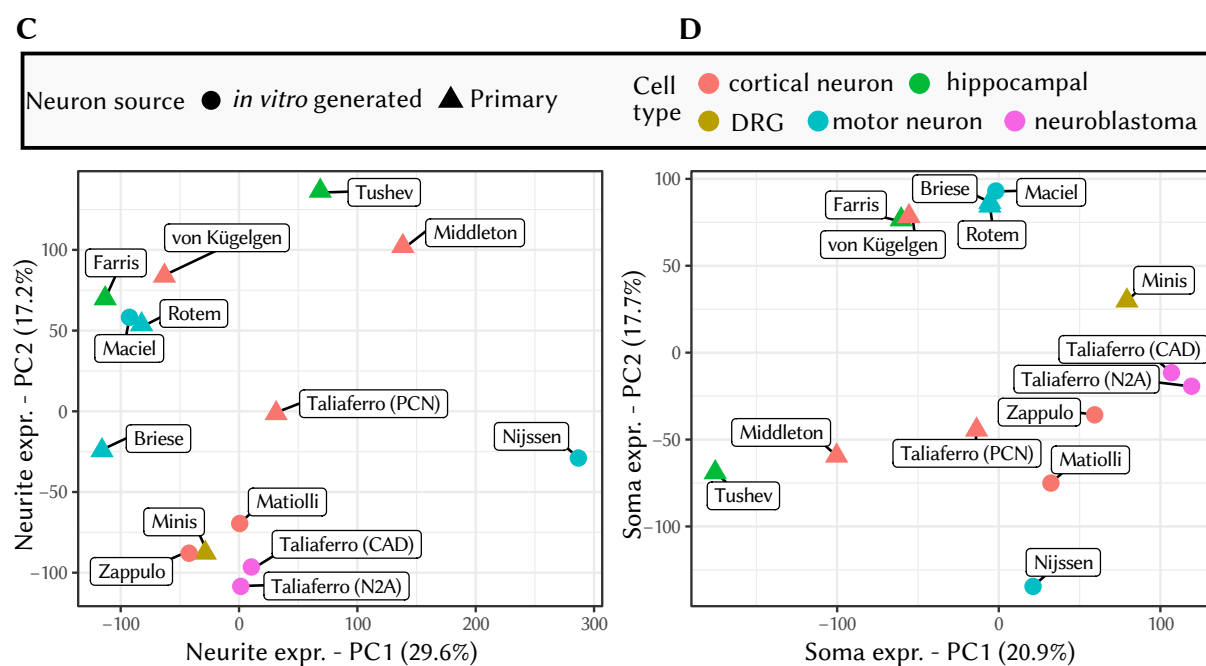 C
D
Neuron source in vitro generated Primary
Cell type
cortical neuron hippocampal
DRG motor neuron neuroblastoma
Tushev
von Kügelgen
Middleton
Farris
Rotem
Maciel
Taliaferro (PCN)
Briese
Nijssen
Matiolli
Minis
Taliaferro (CAD)
Zappulo
Taliaferro (N2A)
100
50
0
−50
−100
−100 0 100 200 300
Neurite expr. - PC2 (17.2%)
Neurite expr. - PC1 (29.6%)
Briese
Maciel
Farris
von Kügelgen
Rotem
Minis
Taliaferro (CAD)
Taliaferro (N2A)
Zappulo
Middleton
Taliaferro (PCN)
Matiolli
Tushev
Nijssen
100
50
0
−50
−100
−100 0 100
Soma expr. - PC2 (17.7%)
Soma expr. - PC1 (20.9%)